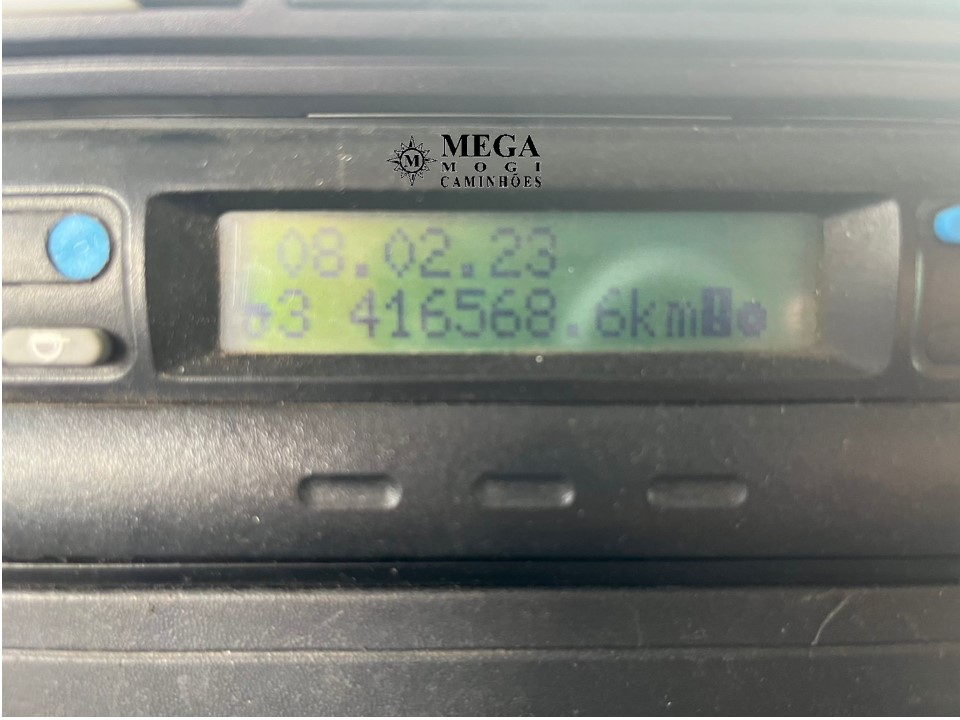 M
MEGA
MOGI
CAMINHÕES
08.02.23
3 416568.6km